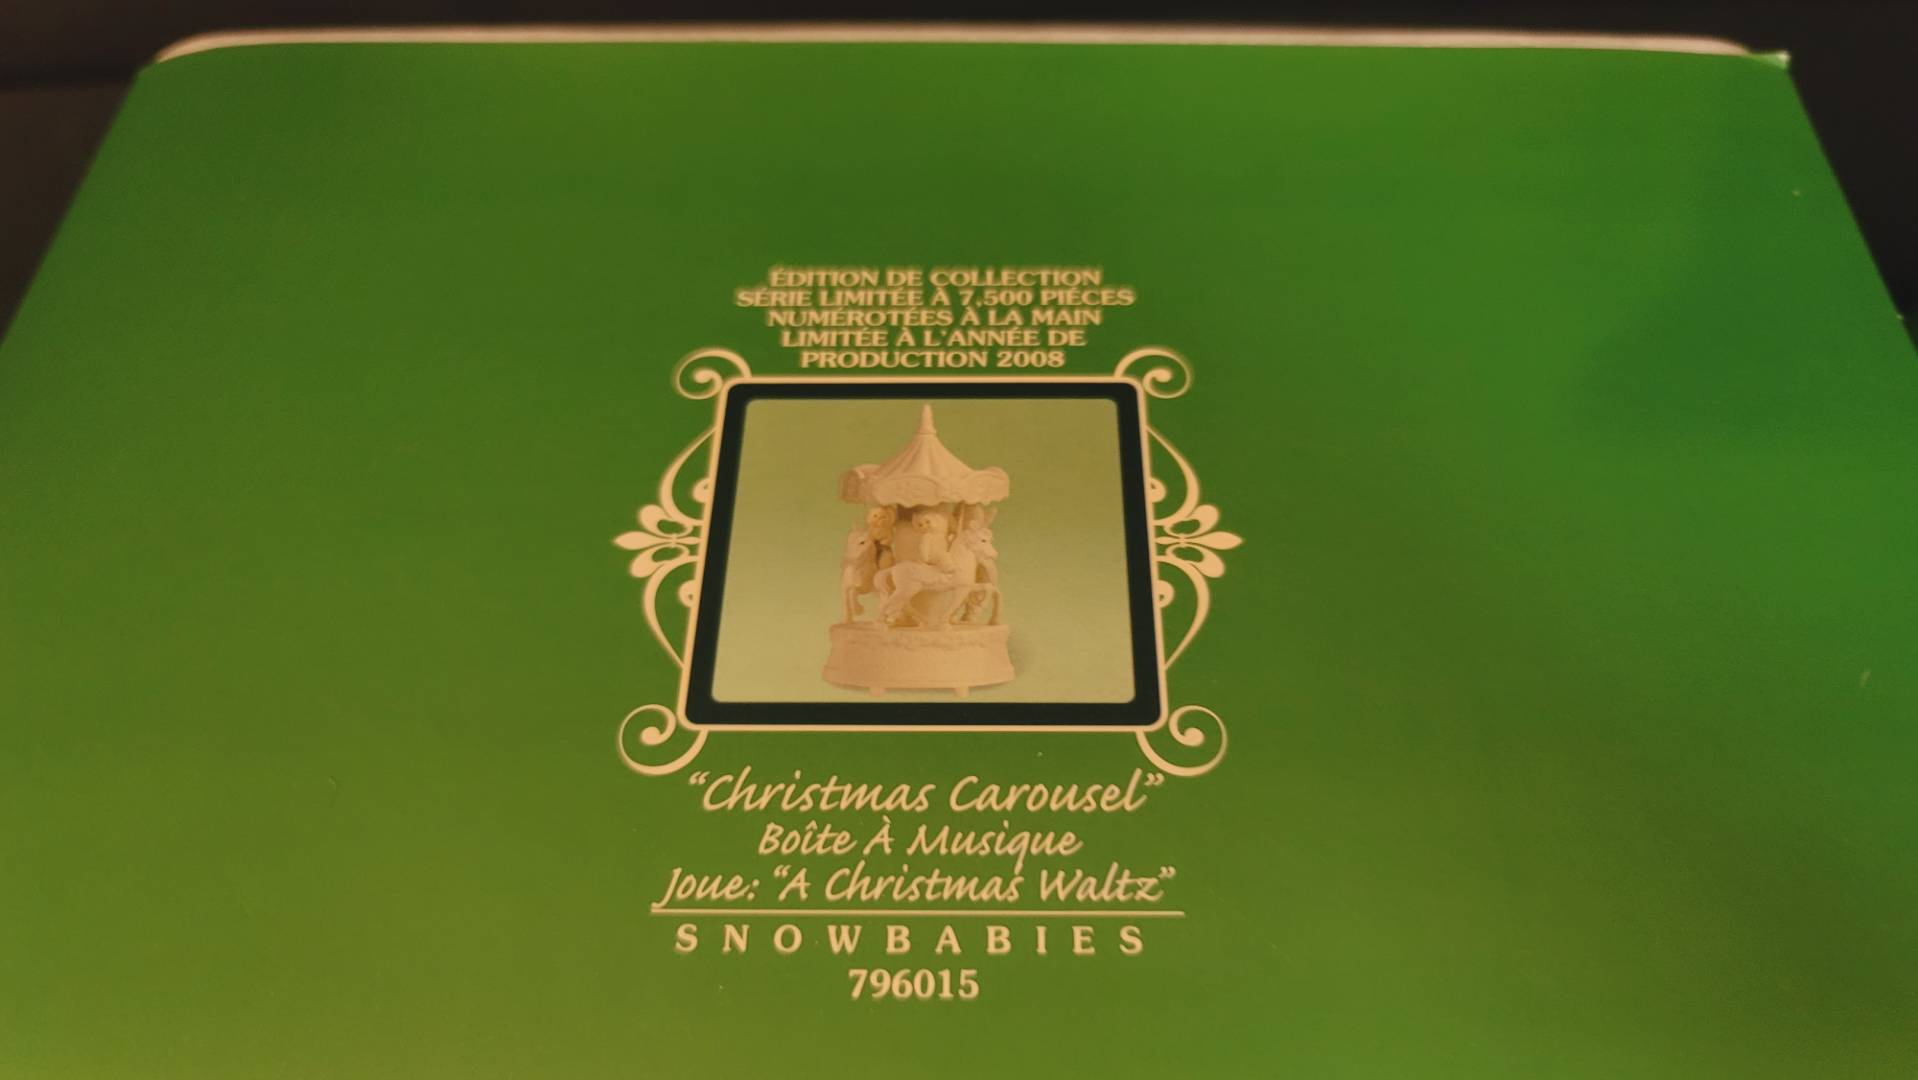 ÉDITION DE COLLECTION
SÉRIE LIMITÉE À 7,500 PIÉCES
NUMÉROTÉES À LA MAIN
LIMITÉE À L'ANNÉE DE
PRODUCTION 2008
“Christmas Carousel”
Boîte À Musique
Joue: “A Christmas Waltz”
SNOWBABIES
796015